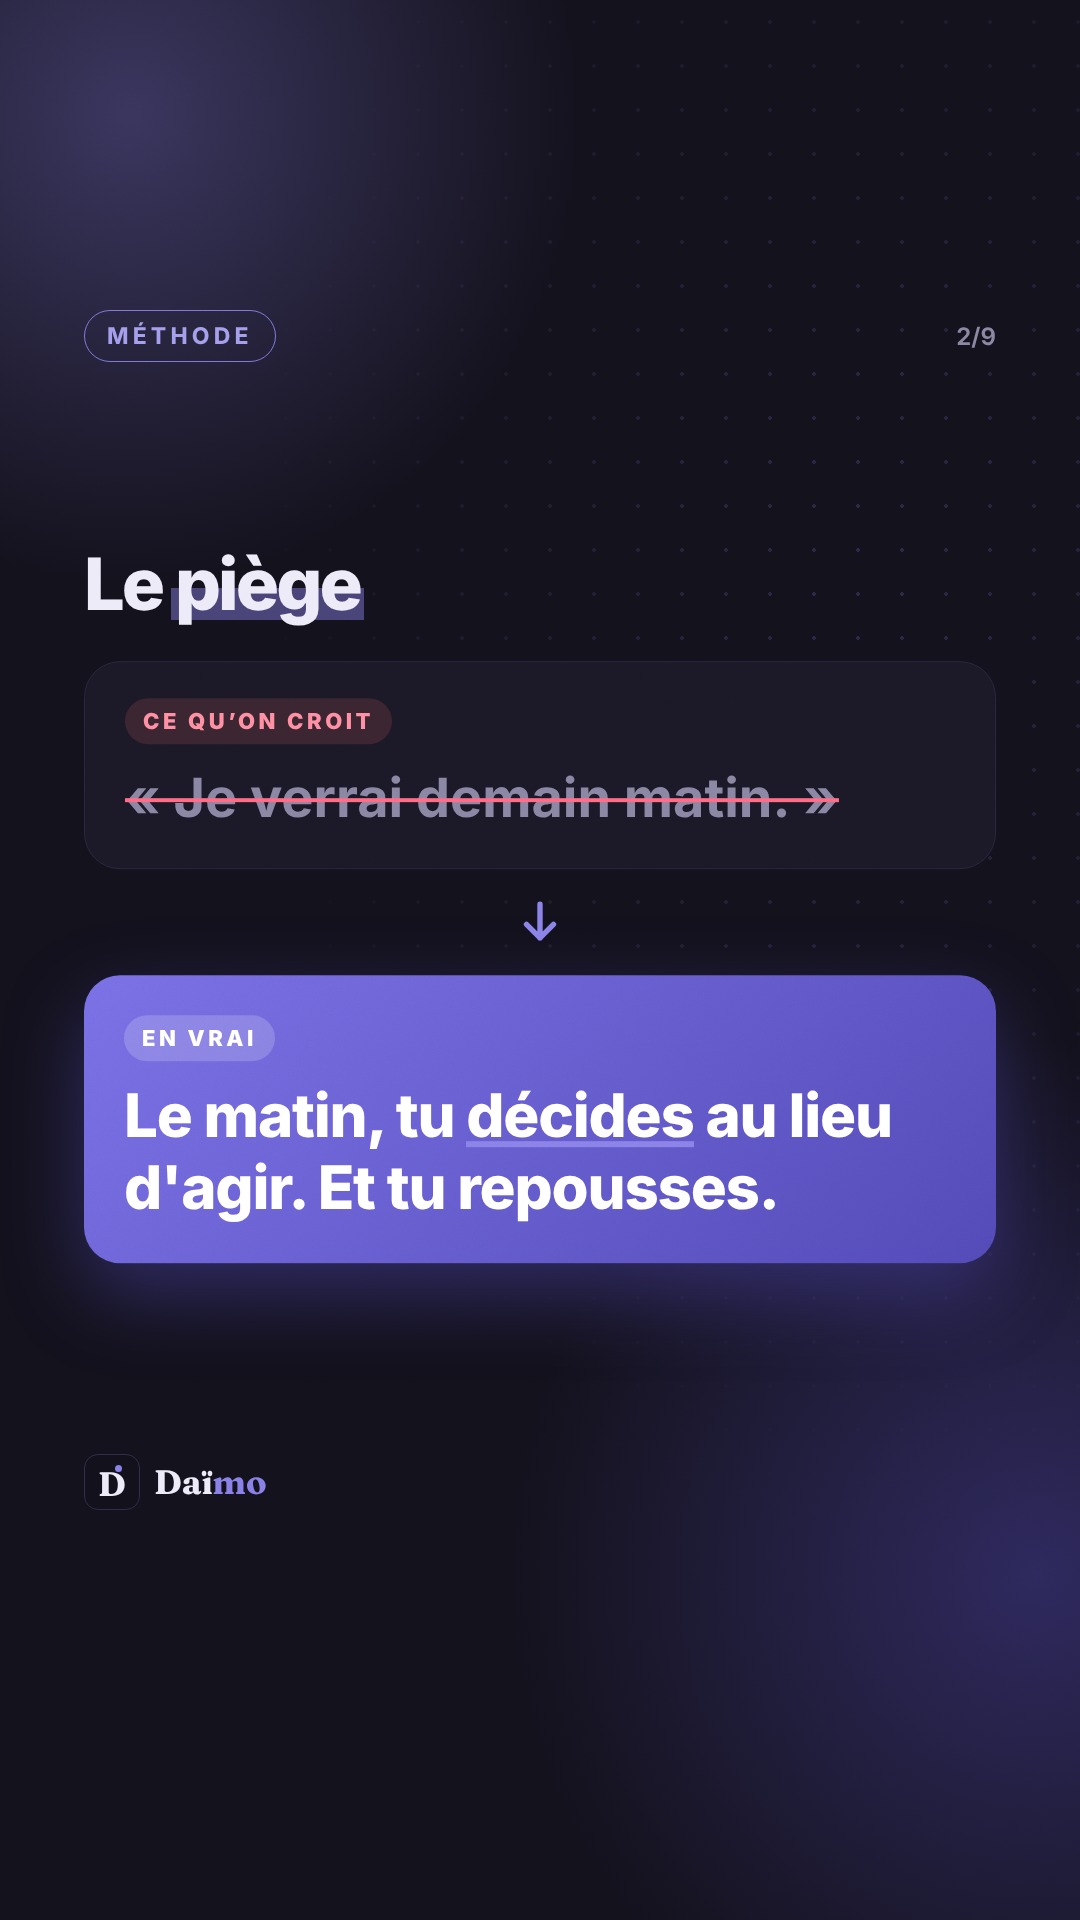 MÉTHODE
2/9
Le piège
CE QU’ON CROIT
« Je verrai demain matin. »
EN VRAI
Le matin, tu décides au lieu
d'agir. Et tu repousses.
D
Daïmo